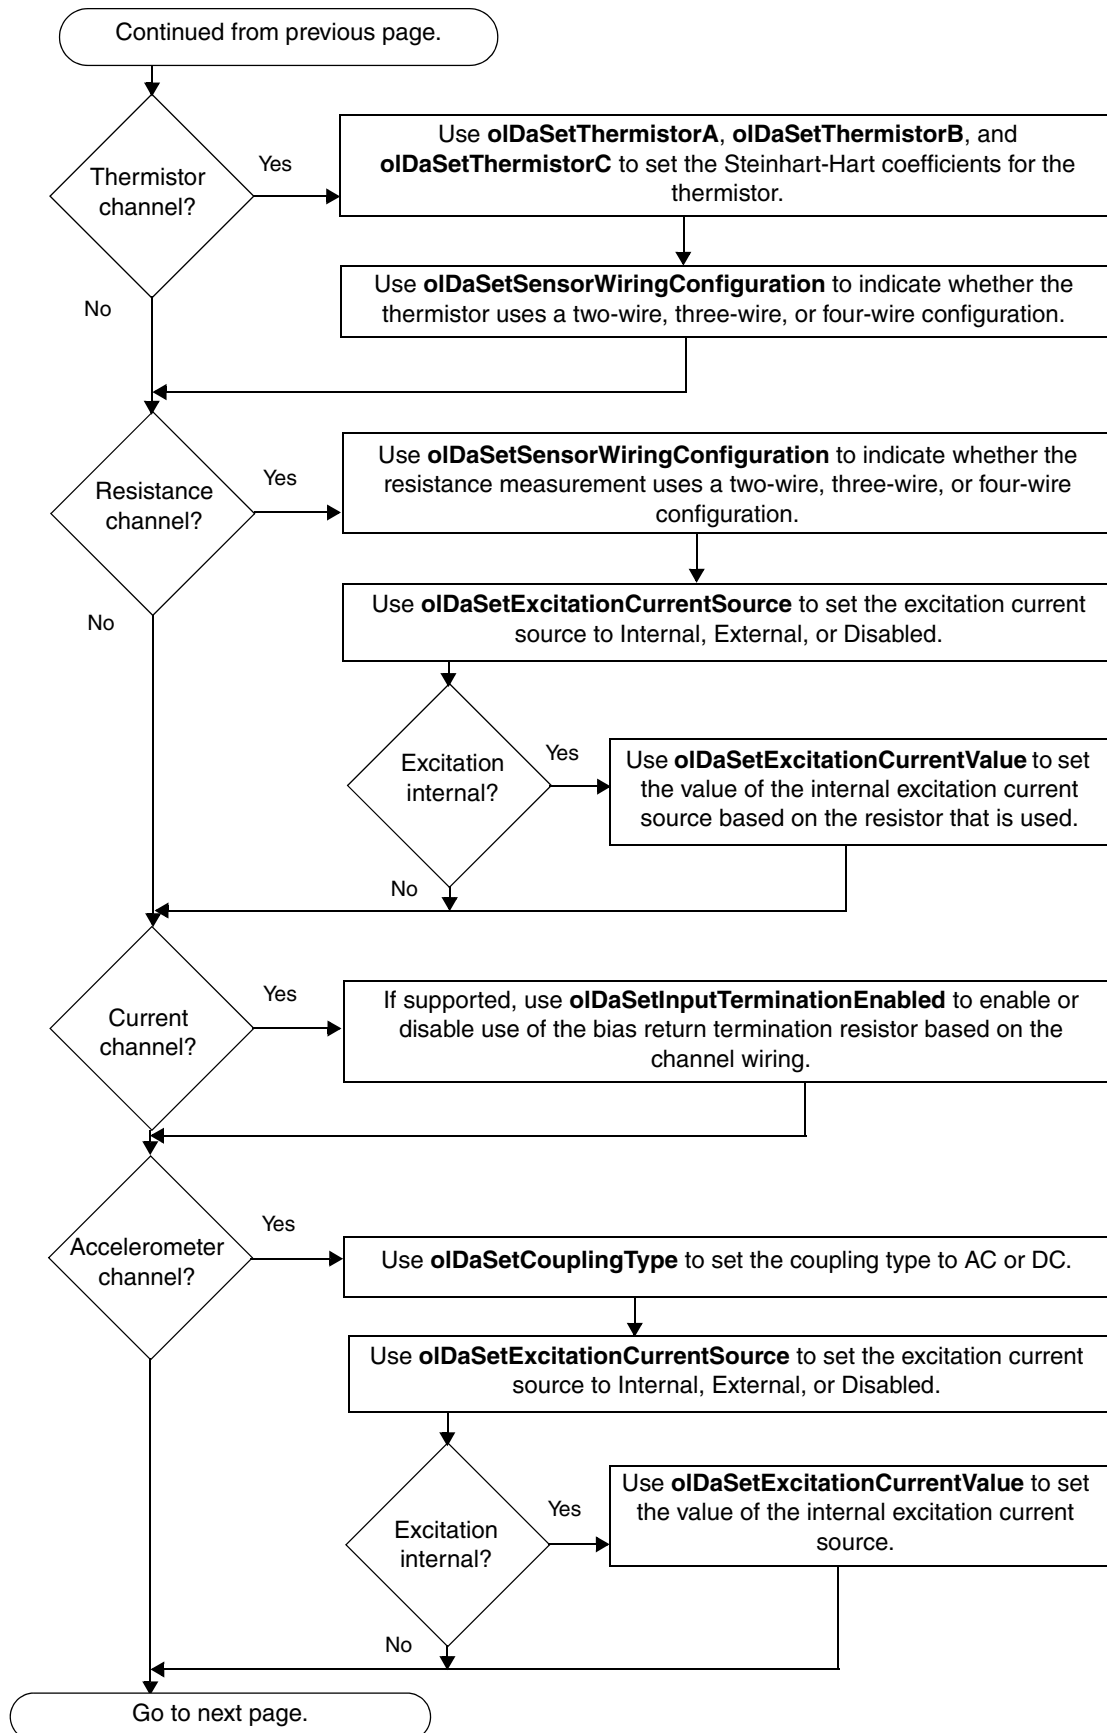 Continued from previous page.
Thermistor
channel?
Yes
No
Use olDaSetThermistorA, olDaSetThermistorB, and
olDaSetThermistorC to set the Steinhart-Hart coefficients for the
thermistor.
Use olDaSetSensorWiringConfiguration to indicate whether the
thermistor uses a two-wire, three-wire, or four-wire configuration.
Resistance
channel?
Yes
No
Use olDaSetSensorWiringConfiguration to indicate whether the
resistance measurement uses a two-wire, three-wire, or four-wire
configuration.
Use olDaSetExcitationCurrentSource to set the excitation current
source to Internal, External, or Disabled.
Excitation
internal?
Yes
No
Use olDaSetExcitationCurrentValue to set
the value of the internal excitation current
source based on the resistor that is used.
Current
channel?
Yes
If supported, use olDaSetInputTerminationEnabled to enable or
disable use of the bias return termination resistor based on the
channel wiring.
Accelerometer
channel?
Yes
Use olDaSetCouplingType to set the coupling type to AC or DC.
Use olDaSetExcitationCurrentSource to set the excitation current
source to Internal, External, or Disabled.
Excitation
internal?
Yes
No
Use olDaSetExcitationCurrentValue to set
the value of the internal excitation current
source.
Go to next page.